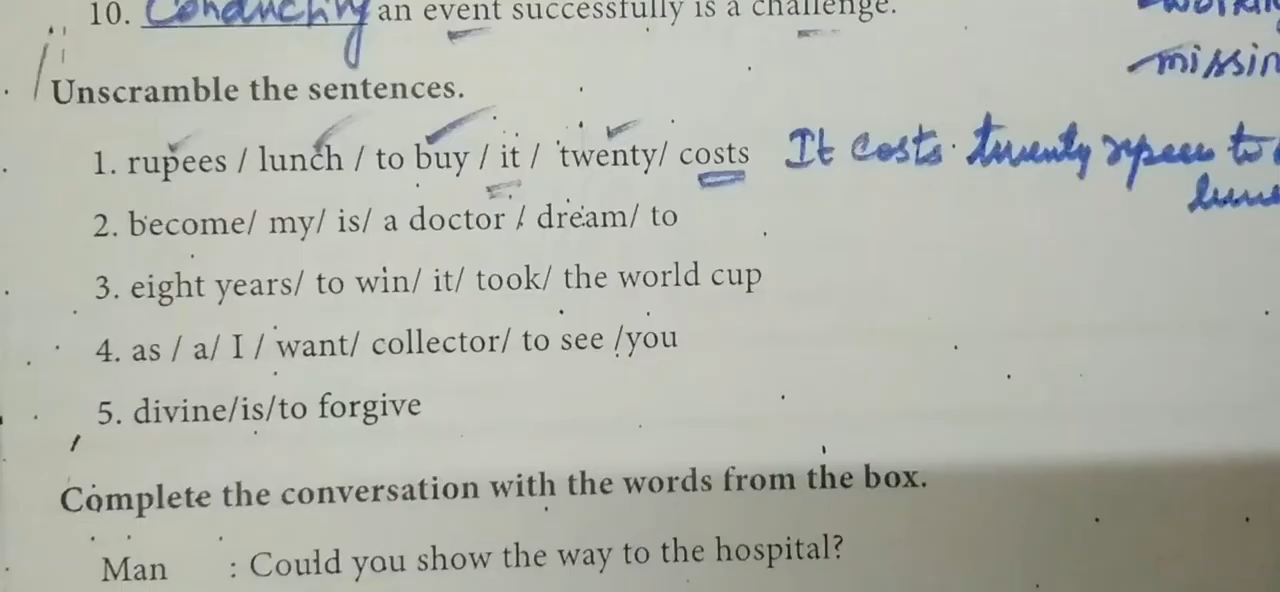 10. Conducting an event successfully is a challenge.
missin
Unscramble the sentences.
1. rupees / lunch / to buy / it / twenty/ costs It costs twenty rupees to
2. become/ my/ is/ a doctor / dream/ to
3. eight years/ to win/ it/ took/ the world cup
4. as / a/ I / want/ collector/ to see /you
5. divine/is/to forgive
Complete the conversation with the words from the box.
Man : Could you show the way to the hospital?